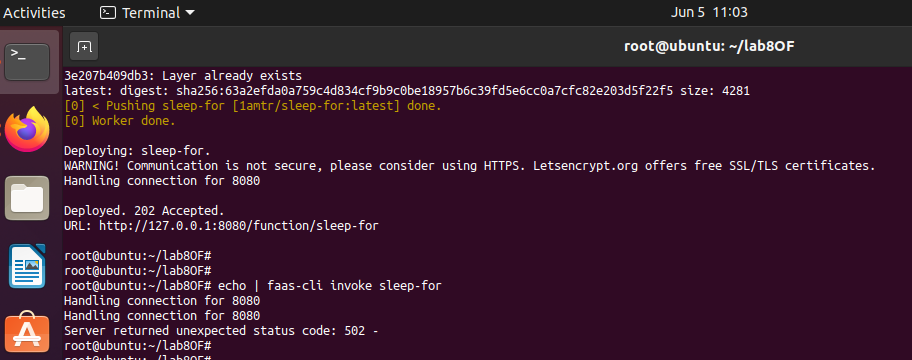 Activities
Terminal
Jun 5 11:03
root@ubuntu: ~/lab8OF
3e207b409db3: Layer already exists
latest: digest: sha256:63a2efda0a759c4d834cf9b9c0be18957b6c39fd5e6cc0a7cfc82e203d5f22f5 size: 4281
[0] < Pushing sleep-for [1amtr/sleep-for:latest] done.
[0] Worker done.
Deploying: sleep-for.
WARNING! Communication is not secure, please consider using HTTPS. Letsencrypt.org offers free SSL/TLS certificates.
Handling connection for 8080
Deployed. 202 Accepted.
URL: http://127.0.0.1:8080/function/sleep-for
root@ubuntu:~/lab8OF#
root@ubuntu:~/lab8OF#
root@ubuntu:~/lab8OF# echo | faas-cli invoke sleep-for
Handling connection for 8080
Handling connection for 8080
Server returned unexpected status code: 502 -
root@ubuntu:~/lab8OF#
root@ubuntu:~/lab8OF#